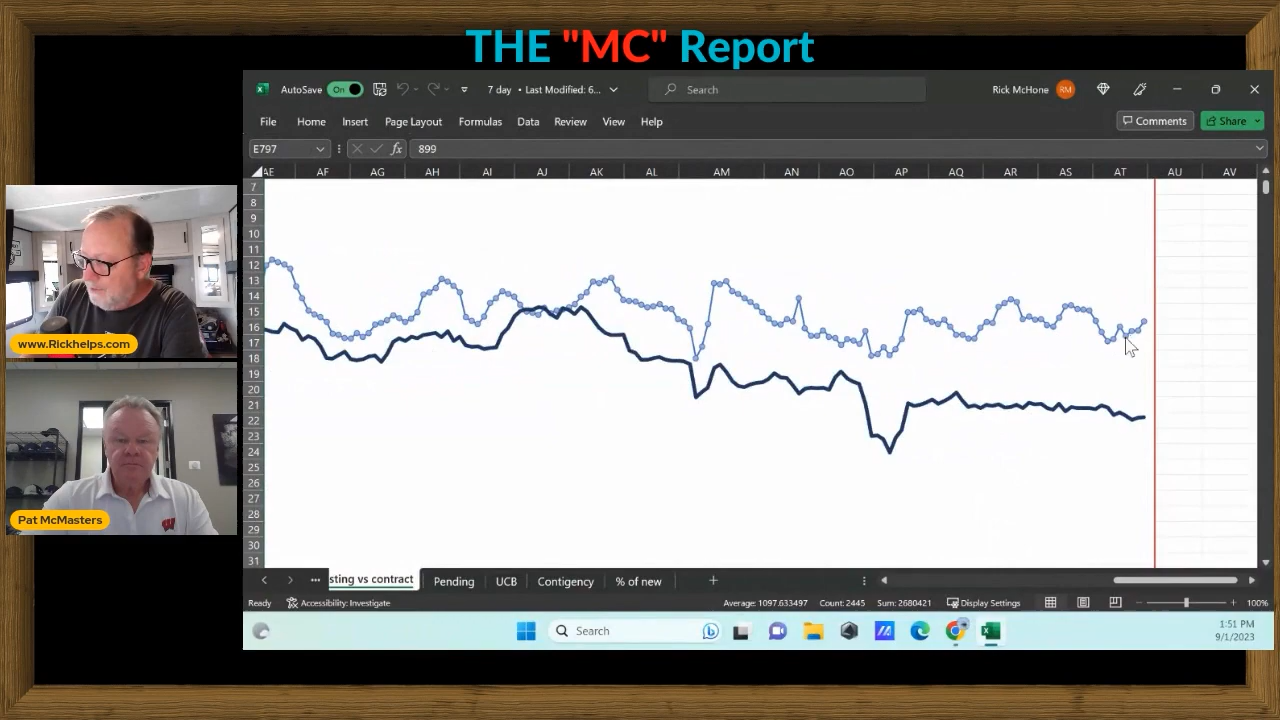 THE "MC" Report
AutoSave On 7 day • Last Modified: 6... Search Rick McHone RM
File Home Insert Page Layout Formulas Data Review View Help Comments Share
E797 fx 899
AE AF AG AH AI AJ AK AL AM AN AO AP AQ AR AS AT AU AV
7
8
9
10
11
12
13
14
15
16
17
18
19
20
21
22
23
24
25
26
27
28
29
30
31
www.Rickhelps.com
W
Pat McMasters
... sting vs contract Pending UCB Contigency % of new +
Ready Accessibility: Investigate Average: 1097.633497 Count: 2445 Sum: 2680421 Display Settings 100%
Search 1:51 PM
9/1/2023